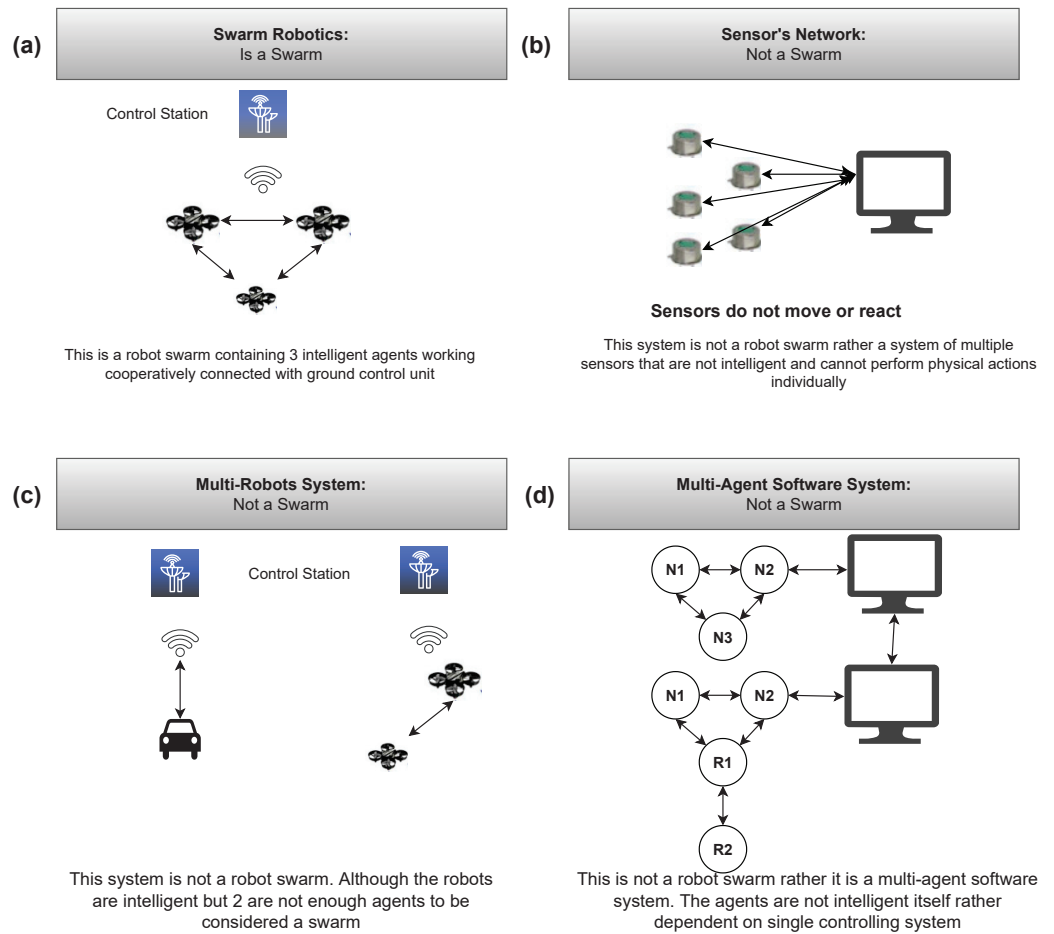 (a)
Swarm Robotics:
Is a Swarm
Control Station
This is a robot swarm containing 3 intelligent agents working
cooperatively connected with ground control unit
(b)
Sensor's Network:
Not a Swarm
Sensors do not move or react
This system is not a robot swarm rather a system of multiple
sensors that are not intelligent and cannot perform physical actions
individually
(c)
Multi-Robots System:
Not a Swarm
Control Station
This system is not a robot swarm. Although the robots
are intelligent but 2 are not enough agents to be
considered a swarm
(d)
Multi-Agent Software System:
Not a Swarm
N1 N2
N3
N1 N2
R1
R2
This is not a robot swarm rather it is a multi-agent software
system. The agents are not intelligent itself rather
dependent on single controlling system